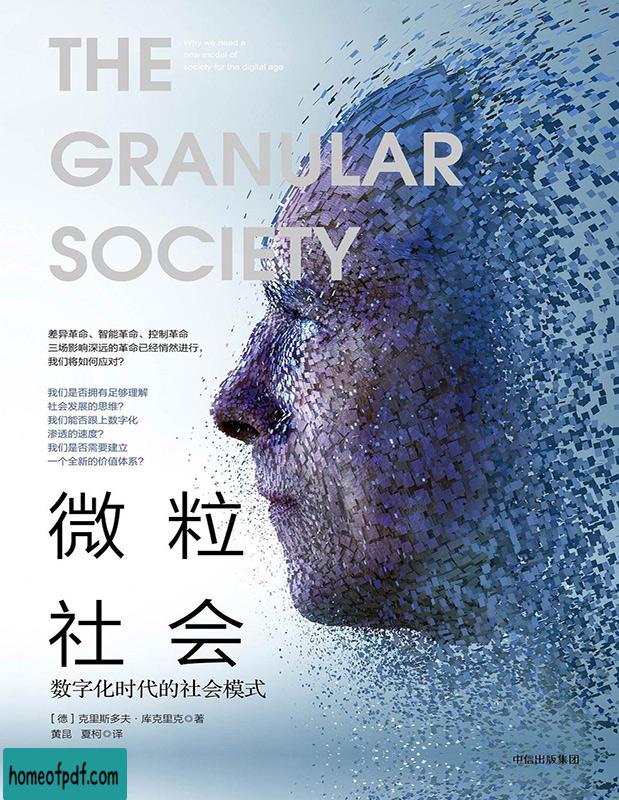 THE
Why we need a
new model of
society for the digital age
GRANULAR
SOCIETY
差异革命、智能革命、控制革命
三场影响深远的革命已经悄然进行,
我们将如何应对?
我们是否拥有足够理解
社会发展的思维?
我们能否跟上数字化
渗透的速度?
我们是否需要建立
一个全新的价值体系?
微粒
社会
数字化时代的社会模式
[德]克里斯多夫·库克里克◎著
黄昆 夏柯◎译
中信出版集团
homeofpdf.com